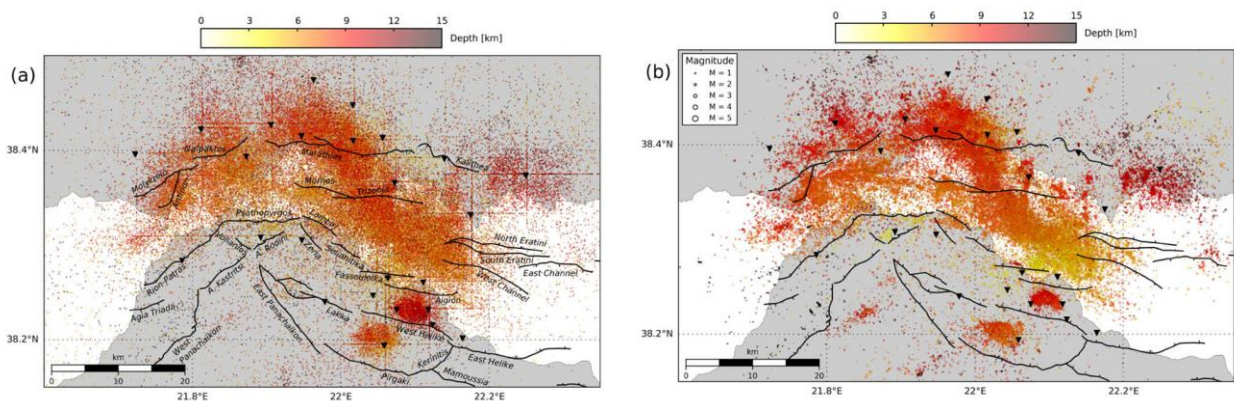 0 3 6 9 12 15
Depth [km]
(a)
Nafpaktos
Marathias
Kallithea
Mornos
Trizonia
Psathopyrgos
Lambiri
Selianitika
Fassouleika
Aigion
North Eratini
South Eratini
East Channel
West Channel
Rion-Patras
A. Rodini
A. Kastritsi
Agia Triada
West
Panachaikon
East Panachaikon
Lakka
West Helike
East Helike
Kerinitis
Pirgaki
Mamoussia
km
0 10 20
38.4°N
38.2°N
21.8°E 22°E 22.2°E
0 3 6 9 12 15
Depth [km]
(b)
Magnitude
M = 1
M = 2
M = 3
M = 4
M = 5
km
0 10 20
38.4°N
38.2°N
21.8°E 22°E 22.2°E